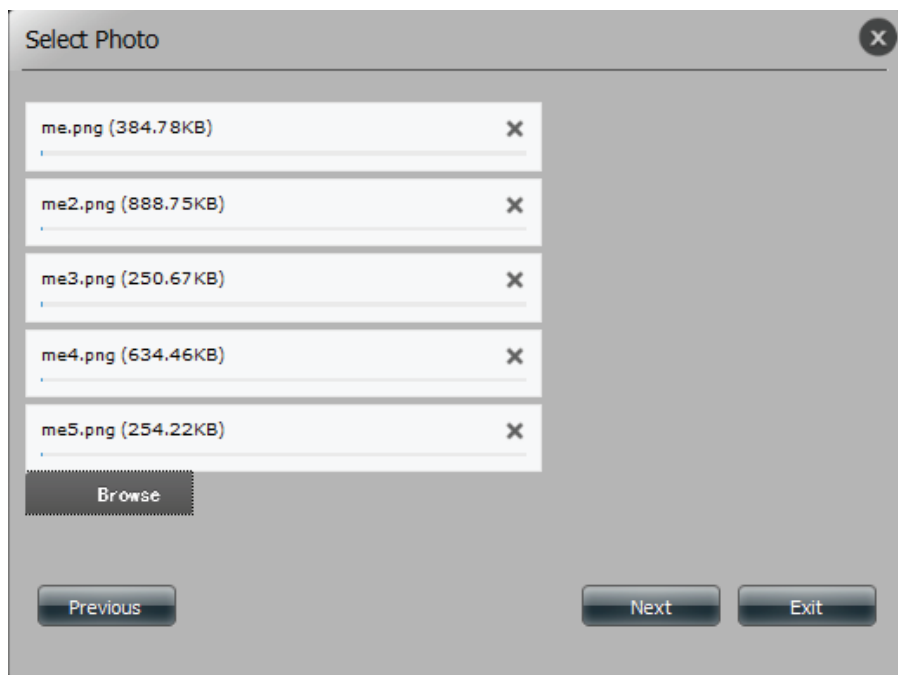 Select Photo
me.png (384.78KB)
me2.png (888.75KB)
me3.png (250.67KB)
me4.png (634.46KB)
me5.png (254.22KB)
Browse
Previous
Next
Exit